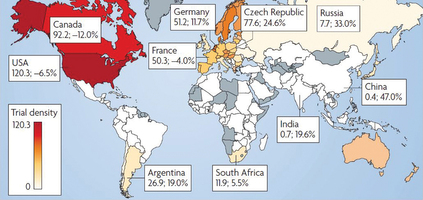 Germany
51.2; 11.7%
Czech Republic
77.6; 24.6%
Russia
7.7; 33.0%
Canada
92.2; –12.0%
France
50.3; –4.0%
USA
120.3; –6.5%
China
0.4; 47.0%
Trial density
120.3
0
India
0.7; 19.6%
Argentina
26.9; 19.0%
South Africa
11.9; 5.5%